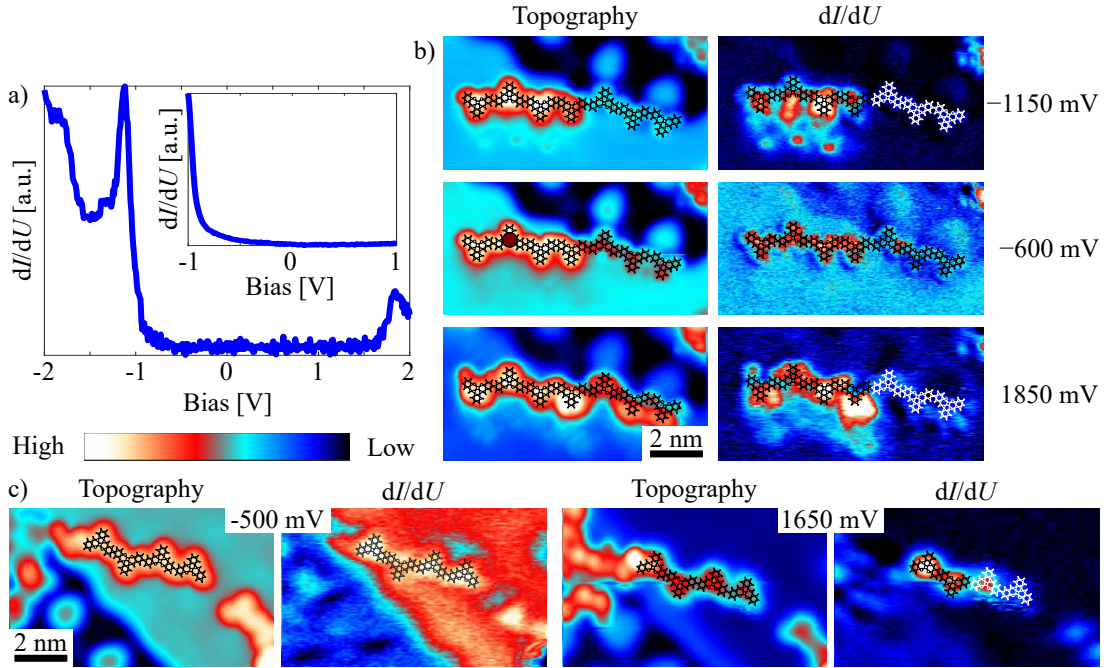 Topography
dI/dU
b)
a)
dI/dU [a.u.]
dI/dU [a.u.]
-1
0
1
Bias [V]
-2
-1
0
1
2
Bias [V]
−1150 mV
−600 mV
1850 mV
2 nm
High
Low
c)
Topography
dI/dU
Topography
dI/dU
-500 mV
1650 mV
2 nm